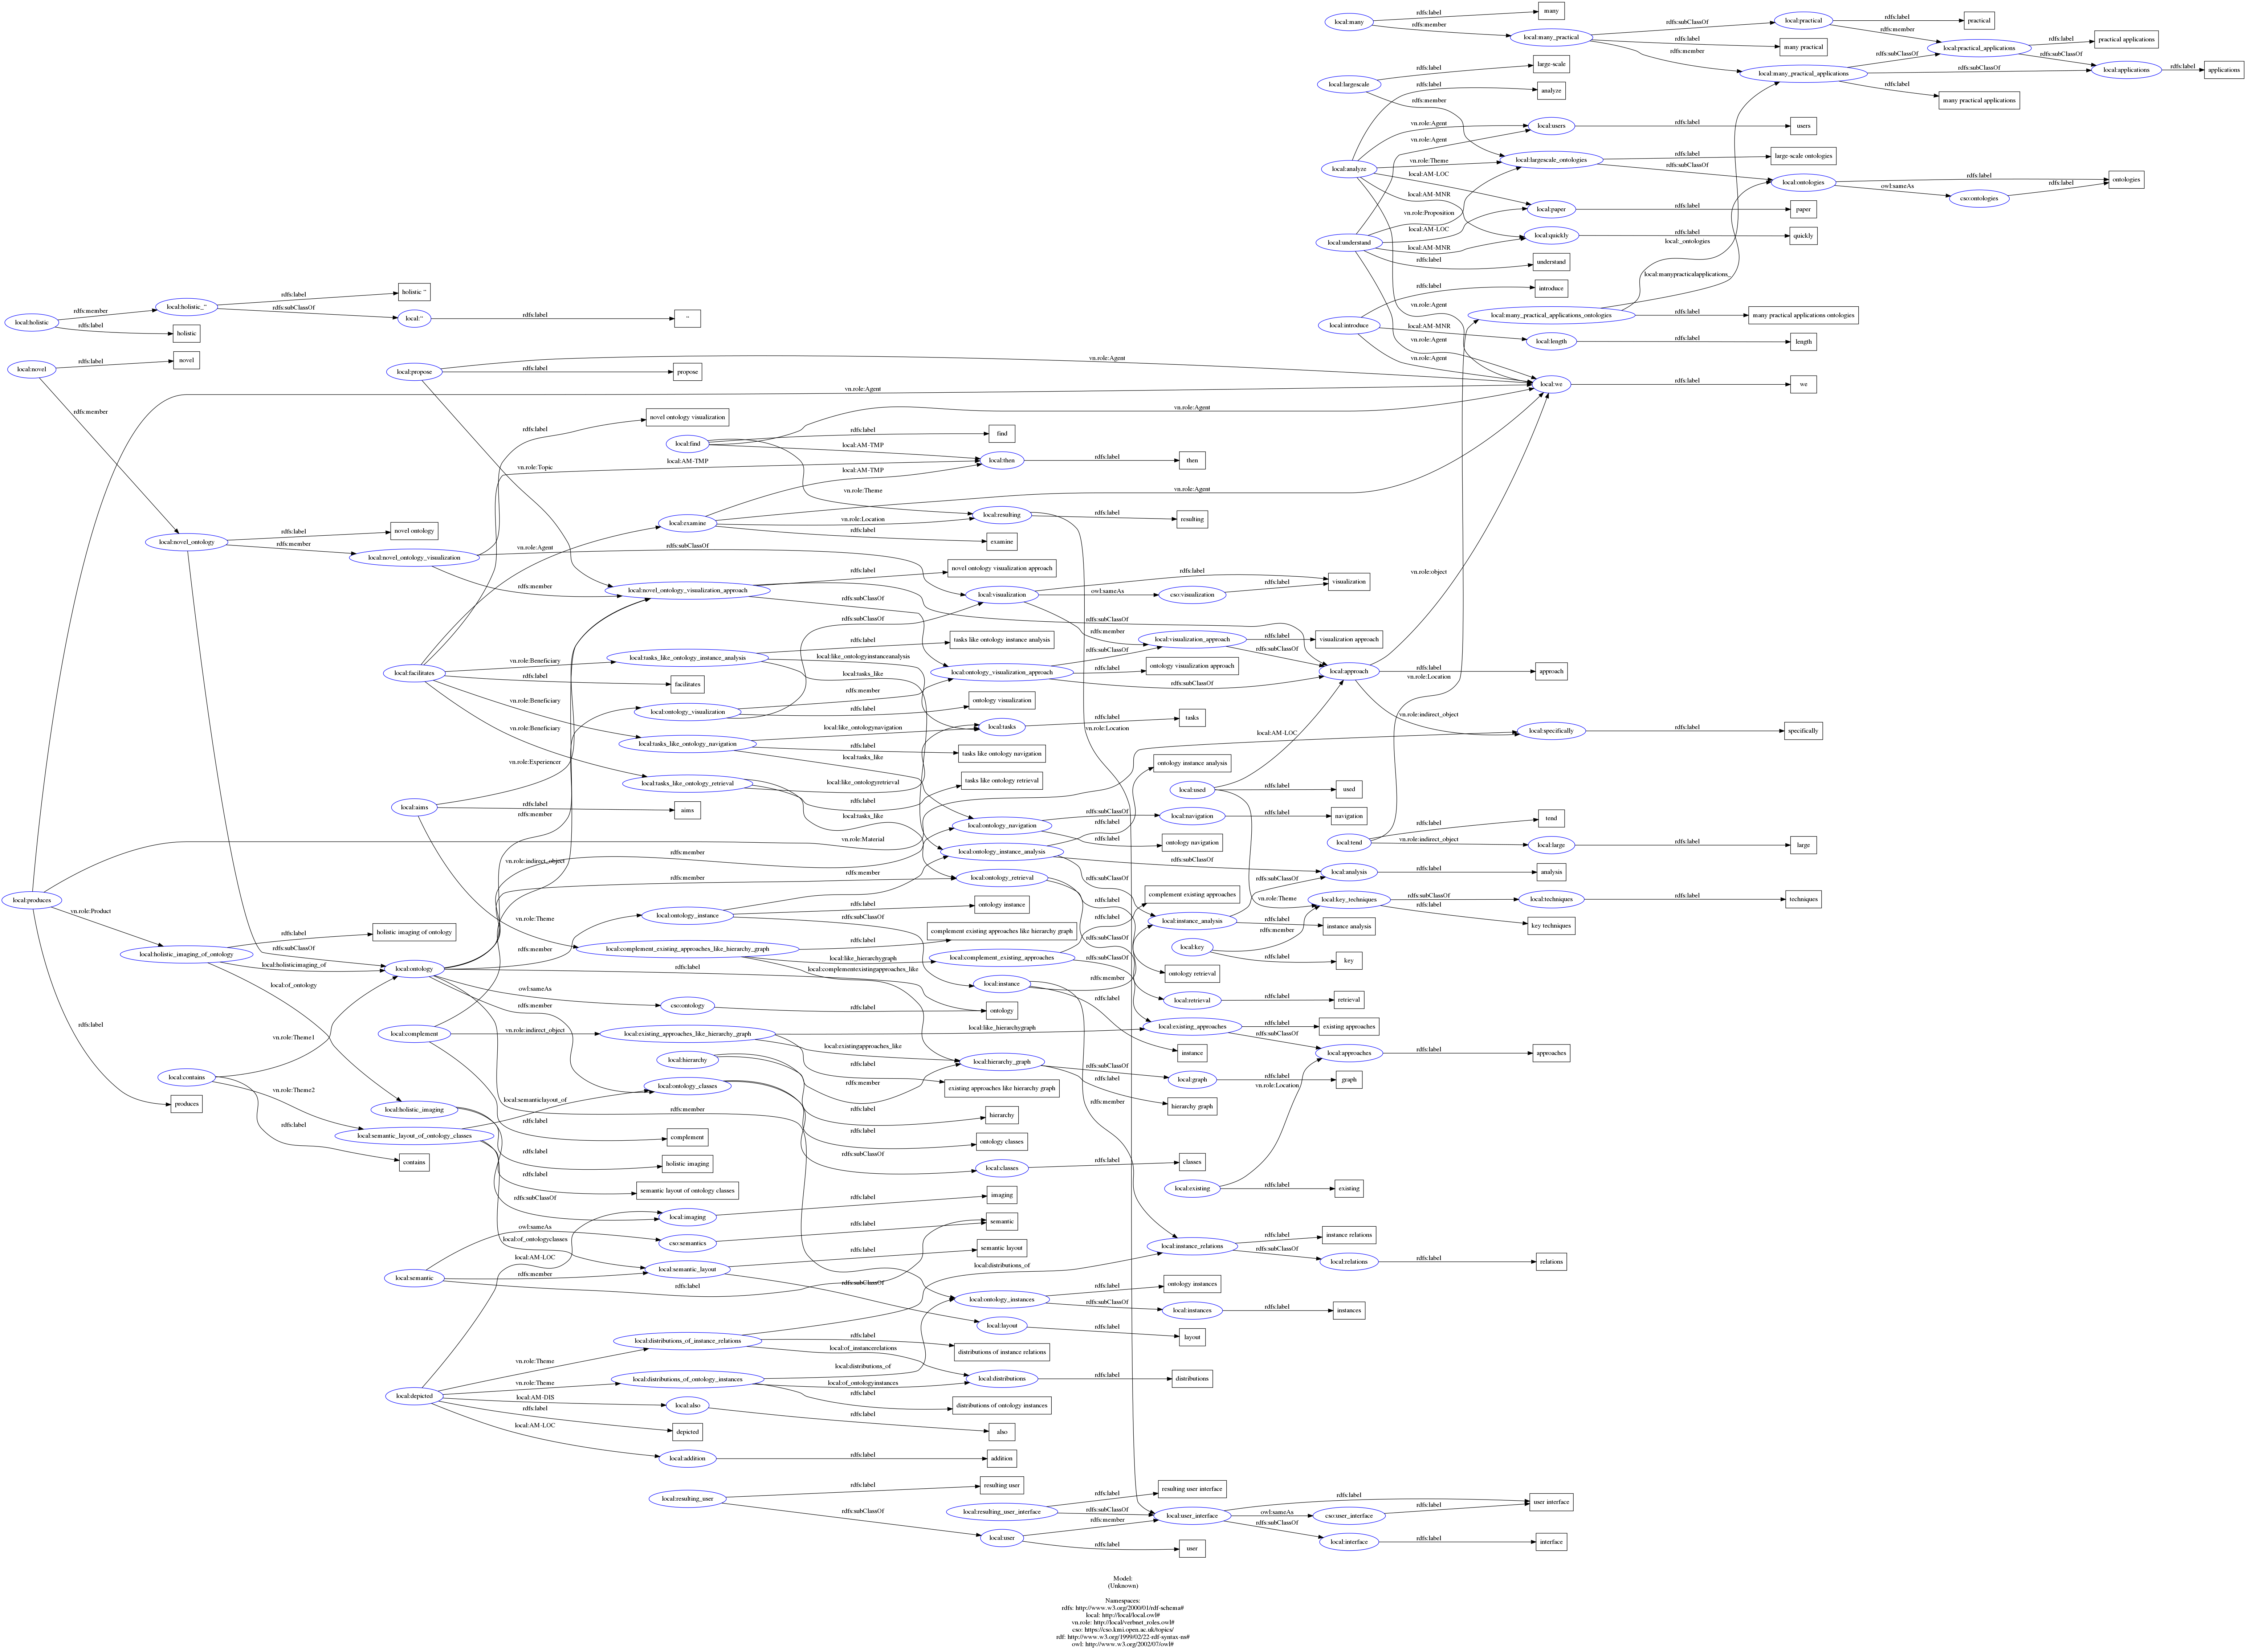 rdfs:label
many
local:many
rdfs:member
local:many_practical
rdfs:subClassOf
local:practical
rdfs:label
practical
rdfs:label
many practical
rdfs:member
rdfs:member
local:practical_applications
rdfs:label
practical applications
rdfs:subClassOf
rdfs:subClassOf
local:many_practical_applications
rdfs:subClassOf
local:applications
rdfs:label
applications
rdfs:label
many practical applications
rdfs:label
large-scale
local:largescale
rdfs:label
analyze
rdfs:member
vn.role:Agent
local:users
rdfs:label
users
vn.role:Agent
local:analyze
vn.role:Theme
local:largescale_ontologies
rdfs:label
large-scale ontologies
rdfs:subClassOf
local:AM-LOC
local:ontologies
rdfs:label
ontologies
owl:sameAs
cso:ontologies
rdfs:label
local:AM-MNR
local:paper
rdfs:label
paper
vn.role:Proposition
local:AM-LOC
local:understand
local:AM-MNR
local:quickly
rdfs:label
quickly
local:_ontologies
rdfs:label
understand
local:manypracticalapplications_
rdfs:label
introduce
vn.role:Agent
local:many_practical_applications_ontologies
rdfs:label
many practical applications ontologies
local:introduce
local:AM-MNR
local:length
rdfs:label
length
vn.role:Agent
vn.role:Agent
local:we
rdfs:label
we
local:holistic
rdfs:member
local:holistic_"
rdfs:label
holistic "
rdfs:subClassOf
local:"
rdfs:label
"
rdfs:label
holistic
local:novel
rdfs:label
novel
rdfs:member
local:propose
vn.role:Agent
rdfs:label
propose
vn.role:Agent
rdfs:label
novel ontology visualization
vn.role:Agent
local:find
rdfs:label
find
local:AM-TMP
vn.role:Topic
local:AM-TMP
local:AM-TMP
local:then
rdfs:label
then
vn.role:Theme
vn.role:Agent
local:examine
vn.role:Location
local:resulting
rdfs:label
resulting
rdfs:label
examine
local:novel_ontology
rdfs:label
novel ontology
rdfs:member
local:novel_ontology_visualization
vn.role:Agent
rdfs:subClassOf
rdfs:member
local:novel_ontology_visualization_approach
rdfs:label
novel ontology visualization approach
rdfs:subClassOf
local:visualization
rdfs:label
visualization
owl:sameAs
cso:visualization
rdfs:label
vn.role:object
rdfs:subClassOf
rdfs:subClassOf
rdfs:member
local:visualization_approach
rdfs:label
visualization approach
rdfs:label
tasks like ontology instance analysis
local:tasks_like_ontology_instance_analysis
local:like_ontologyinstanceanalysis
local:facilitates
vn.role:Beneficiary
rdfs:label
facilitates
local:tasks_like
local:ontology_visualization_approach
rdfs:subClassOf
rdfs:subClassOf
rdfs:label
ontology visualization approach
rdfs:subClassOf
local:approach
rdfs:label
approach
vn.role:Location
vn.role:Beneficiary
rdfs:member
local:ontology_visualization
rdfs:label
ontology visualization
vn.role:Beneficiary
local:like_ontologynavigation
local:tasks
rdfs:label
tasks
vn.role:Location
vn.role:indirect_object
local:specifically
rdfs:label
specifically
local:AM-LOC
local:tasks_like_ontology_navigation
rdfs:label
tasks like ontology navigation
local:tasks_like
vn.role:Experiencer
local:tasks_like_ontology_retrieval
local:like_ontologyretrieval
rdfs:label
tasks like ontology retrieval
ontology instance analysis
local:used
rdfs:label
used
local:aims
rdfs:label
aims
rdfs:member
local:tasks_like
rdfs:label
local:ontology_navigation
rdfs:subClassOf
local:navigation
rdfs:label
navigation
rdfs:label
ontology navigation
rdfs:label
tend
local:tend
vn.role:indirect_object
local:large
rdfs:label
large
vn.role:Material
rdfs:member
vn.role:indirect_object
rdfs:member
local:ontology_instance_analysis
rdfs:subClassOf
local:analysis
rdfs:label
analysis
rdfs:subClassOf
rdfs:subClassOf
rdfs:member
local:ontology_retrieval
complement existing approaches
vn.role:Theme
local:key_techniques
rdfs:subClassOf
local:techniques
rdfs:label
techniques
rdfs:label
key techniques
local:produces
vn.role:Product
vn.role:Theme
local:ontology_instance
rdfs:label
ontology instance
rdfs:subClassOf
rdfs:label
local:instance_analysis
rdfs:label
instance analysis
rdfs:member
rdfs:label
holistic imaging of ontology
rdfs:label
complement existing approaches like hierarchy graph
rdfs:subClassOf
local:key
rdfs:label
key
local:holistic_imaging_of_ontology
rdfs:subClassOf
rdfs:member
local:complement_existing_approaches_like_hierarchy_graph
local:like_hierarchygraph
local:complement_existing_approaches
rdfs:subClassOf
local:holisticimaging_of
local:ontology
rdfs:label
local:complementexistingapproaches_like
ontology retrieval
local:of_ontology
rdfs:member
local:instance
owl:sameAs
cso:ontology
rdfs:label
ontology
rdfs:label
local:retrieval
rdfs:label
retrieval
rdfs:member
rdfs:label
vn.role:Theme1
local:complement
vn.role:indirect_object
local:existing_approaches_like_hierarchy_graph
local:like_hierarchygraph
local:existing_approaches
rdfs:label
existing approaches
rdfs:subClassOf
local:existingapproaches_like
instance
local:approaches
rdfs:label
approaches
local:hierarchy
rdfs:label
local:hierarchy_graph
rdfs:subClassOf
local:graph
rdfs:label
graph
vn.role:Location
local:contains
vn.role:Theme2
local:ontology_classes
rdfs:member
existing approaches like hierarchy graph
rdfs:label
hierarchy graph
rdfs:member
produces
local:semanticlayout_of
local:holistic_imaging
rdfs:member
rdfs:label
hierarchy
rdfs:label
rdfs:label
local:semantic_layout_of_ontology_classes
complement
rdfs:label
ontology classes
rdfs:label
rdfs:subClassOf
contains
holistic imaging
local:classes
rdfs:label
classes
rdfs:label
semantic layout of ontology classes
local:existing
rdfs:label
existing
rdfs:subClassOf
rdfs:label
imaging
local:imaging
owl:sameAs
rdfs:label
semantic
local:of_ontologyclasses
cso:semantics
rdfs:label
instance relations
local:AM-LOC
rdfs:label
semantic layout
local:instance_relations
rdfs:subClassOf
local:relations
rdfs:label
relations
local:semantic
rdfs:member
local:semantic_layout
local:distributions_of
rdfs:label
rdfs:subClassOf
rdfs:label
ontology instances
local:ontology_instances
rdfs:subClassOf
local:instances
rdfs:label
instances
local:layout
rdfs:label
layout
local:distributions_of_instance_relations
rdfs:label
distributions of instance relations
local:of_instancerelations
vn.role:Theme
local:distributions_of
vn.role:Theme
local:distributions_of_ontology_instances
local:of_ontologyinstances
local:distributions
rdfs:label
distributions
local:depicted
local:AM-DIS
local:also
rdfs:label
distributions of ontology instances
rdfs:label
depicted
rdfs:label
also
local:AM-LOC
local:addition
rdfs:label
addition
rdfs:label
resulting user
rdfs:label
resulting user interface
local:resulting_user
local:resulting_user_interface
rdfs:subClassOf
rdfs:label
user interface
rdfs:subClassOf
rdfs:member
local:user_interface
owl:sameAs
cso:user_interface
rdfs:label
rdfs:subClassOf
local:user
rdfs:label
user
local:interface
rdfs:label
interface
Model:
(Unknown)
Namespaces:
rdfs: http://www.w3.org/2000/01/rdf-schema#
local: http://local/local.owl#
vn.role: http://local/verbnet_roles.owl#
cso: https://cso.kmi.open.ac.uk/topics/
rdf: http://www.w3.org/1999/02/22-rdf-syntax-ns#
owl: http://www.w3.org/2002/07/owl#